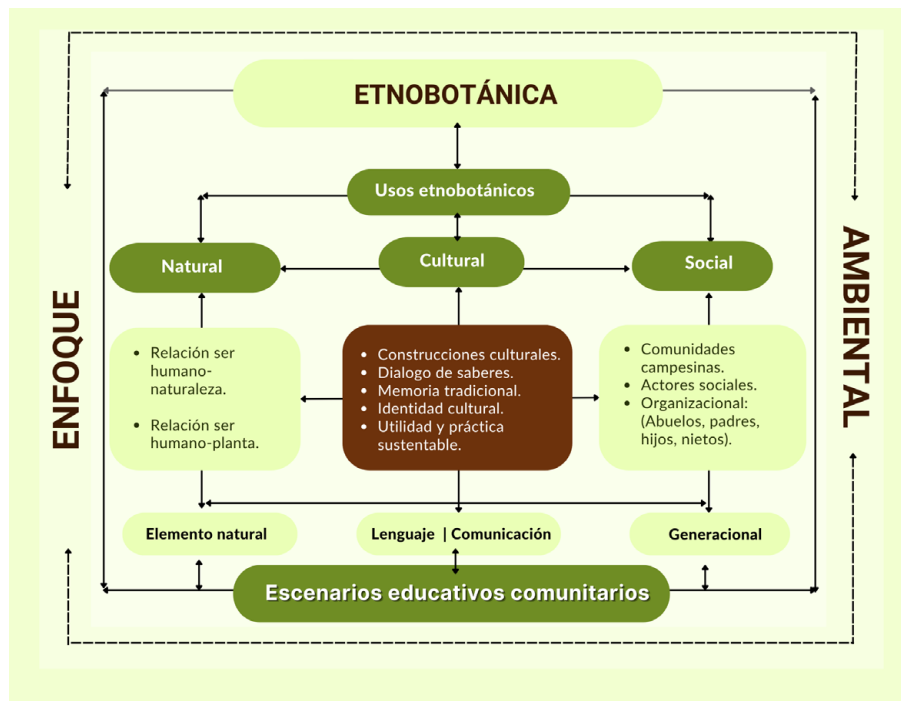 ETNOBOTÁNICA
Usos etnobotánicos
Natural
Cultural
Social
ENFOQUE
AMBIENTAL
• Relación ser
humano-
naturaleza.
• Relación ser
humano-planta.
• Construcciones culturales.
• Dialogo de saberes.
• Memoria tradicional.
• Identidad cultural.
• Utilidad y práctica
sustentable.
• Comunidades
campesinas.
• Actores sociales.
• Organizacional:
(Abuelos, padres,
hijos, nietos).
Elemento natural
Lenguaje | Comunicación
Generacional
Escenarios educativos comunitarios